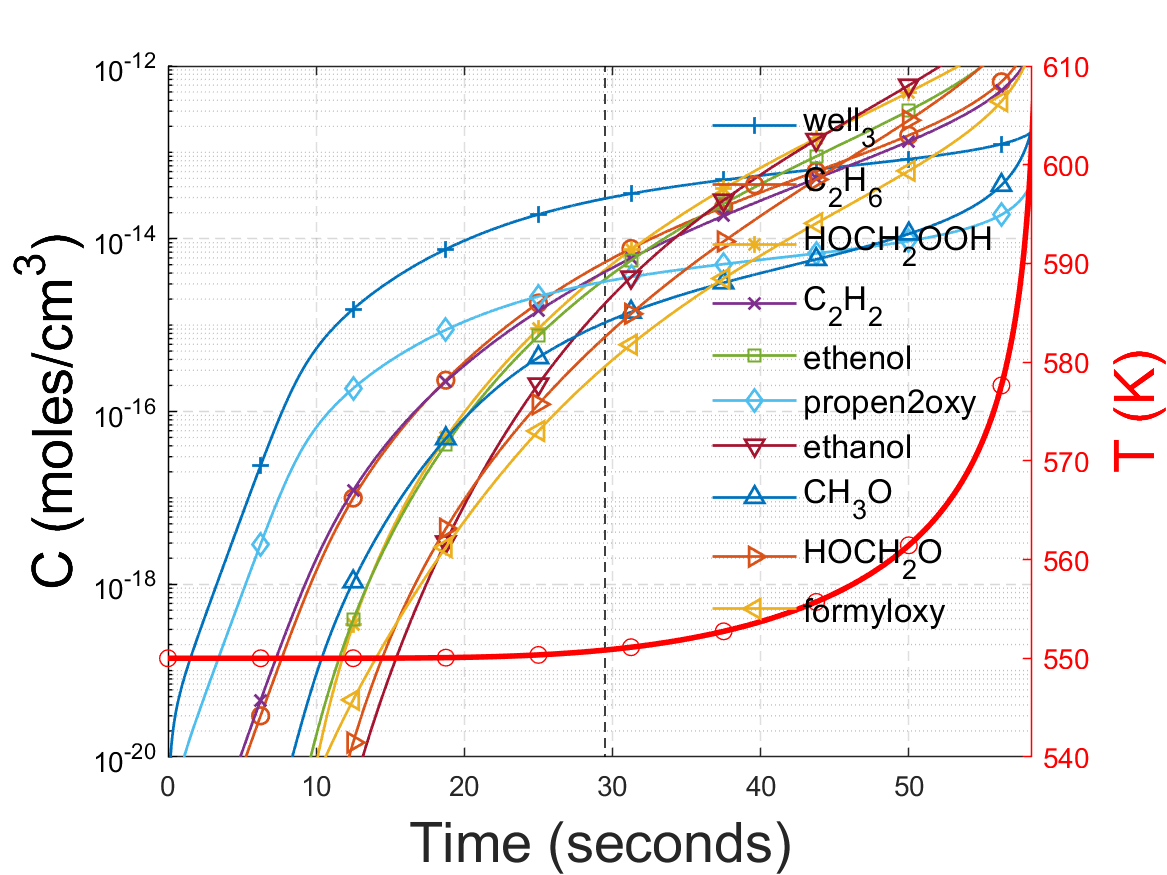 10^-12
10^-14
10^-16
10^-18
10^-20
C (moles/cm^3)
0 10 20 30 40 50
Time (seconds)
610
600
590
580
570
560
550
540
T (K)
well_3
C_2H_6
HOCH_2OOH
C_2H_2
ethenol
propen2oxy
ethanol
CH_3O
HOCH_2O
formyloxy